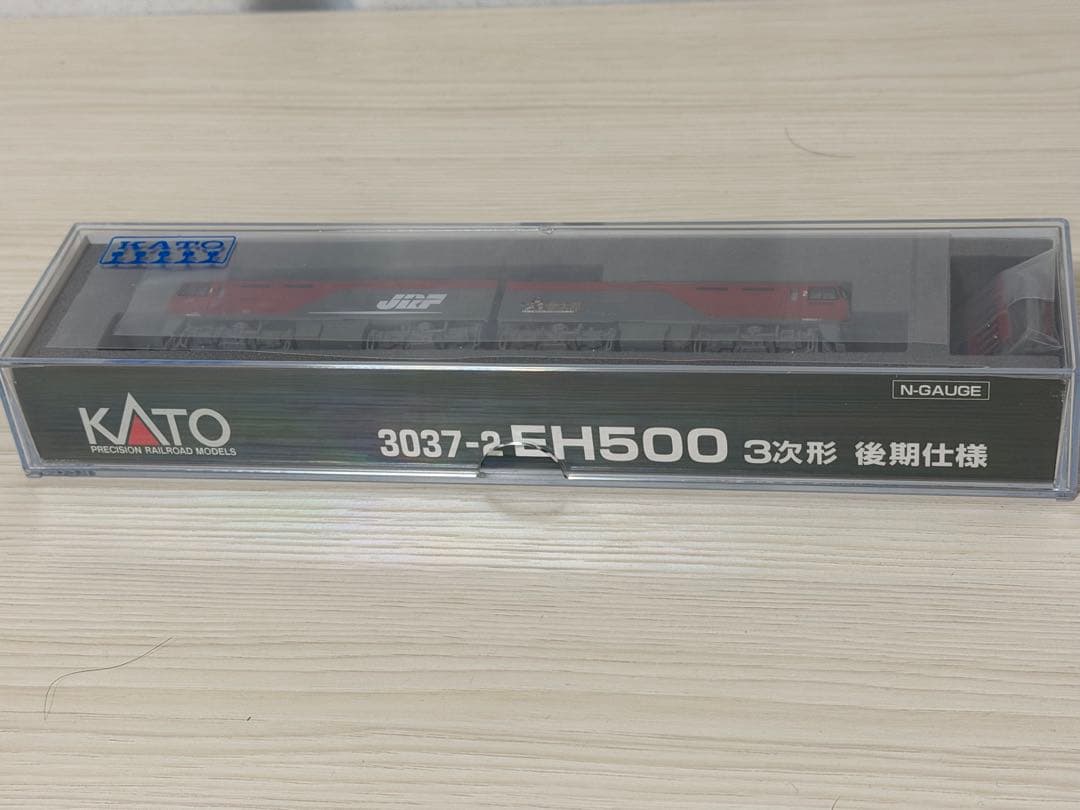 KATO
JRF
N-GAUGE
KATO
PRECISION RAILROAD MODELS
3037-2 EH500 3次形 後期仕様